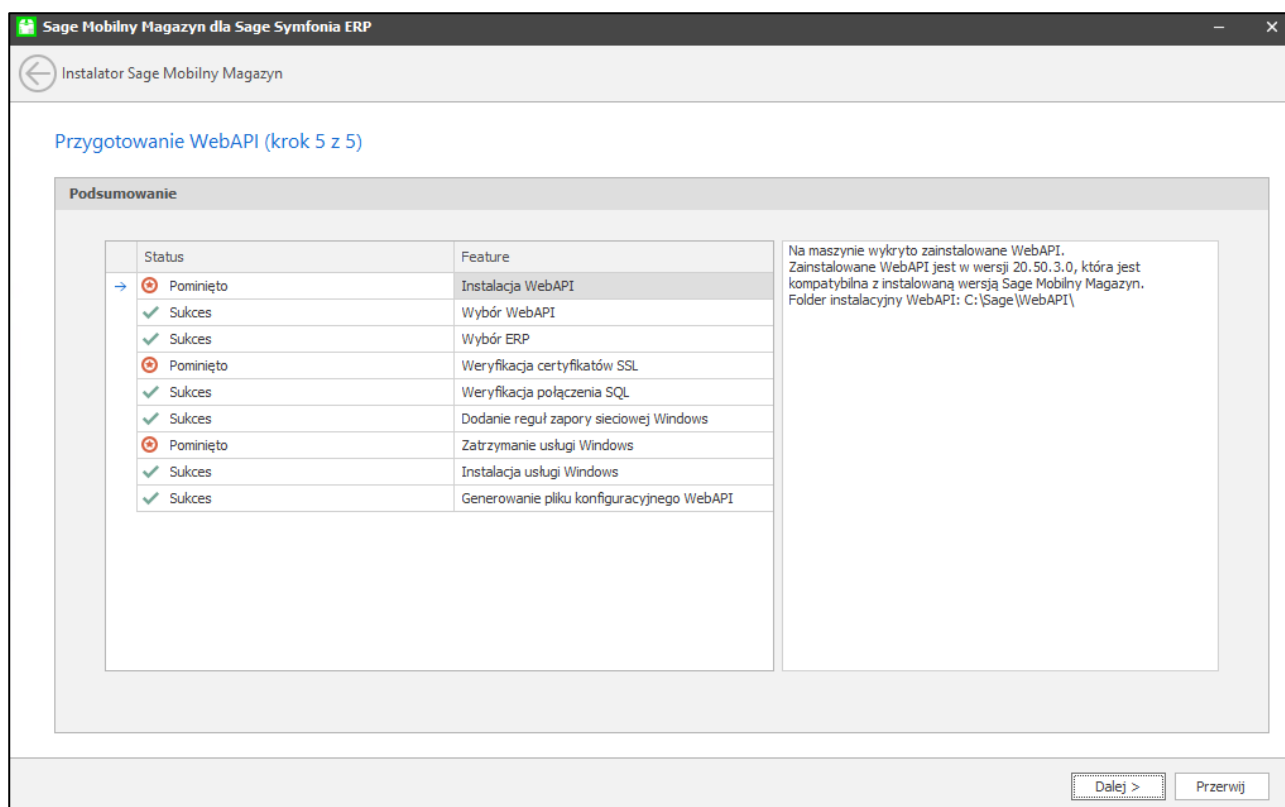 Sage Mobilny Magazyn dla Sage Symfonia ERP
Instalator Sage Mobilny Magazyn
Przygotowanie WebAPI (krok 5 z 5)
Podsumowanie
Status Feature
Pominięto Instalacja WebAPI
Sukces Wybór WebAPI
Sukces Wybór ERP
Pominięto Weryfikacja certyfikatów SSL
Sukces Weryfikacja połączenia SQL
Sukces Dodanie reguł zapory sieciowej Windows
Pominięto Zatrzymanie usługi Windows
Sukces Instalacja usługi Windows
Sukces Generowanie pliku konfiguracyjnego WebAPI
Na maszynie wykryto zainstalowane WebAPI.
Zainstalowane WebAPI jest w wersji 20.50.3.0, która jest
kompatybilna z instalowaną wersją Sage Mobilny Magazyn.
Folder instalacyjny WebAPI: C:\Sage\WebAPI\
Dalej > Przerwij